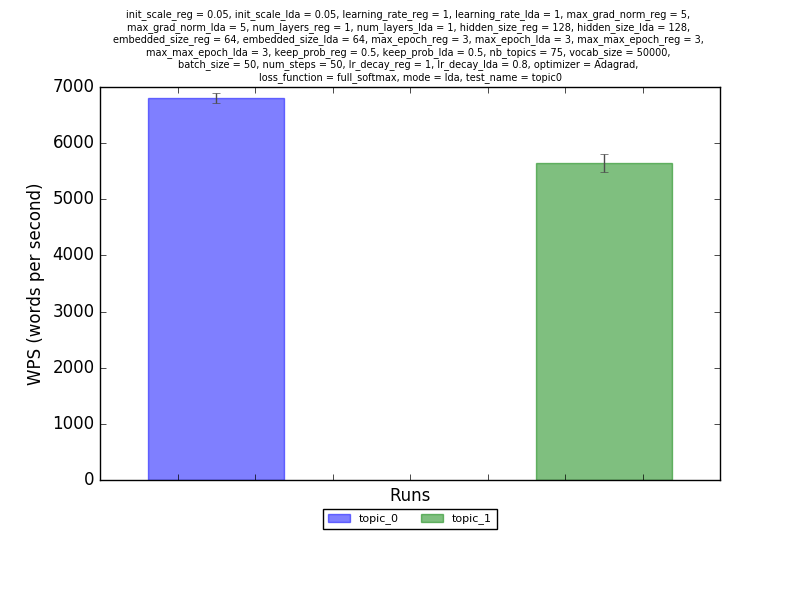 init_scale_reg = 0.05, init_scale_lda = 0.05, learning_rate_reg = 1, learning_rate_lda = 1, max_grad_norm_reg = 5,
max_grad_norm_lda = 5, num_layers_reg = 1, num_layers_lda = 1, hidden_size_reg = 128, hidden_size_lda = 128,
embedded_size_reg = 64, embedded_size_lda = 64, max_epoch_reg = 3, max_epoch_lda = 3, max_max_epoch_reg = 3,
max_max_epoch_lda = 3, keep_prob_reg = 0.5, keep_prob_lda = 0.5, nb_topics = 75, vocab_size = 50000,
batch_size = 50, num_steps = 50, lr_decay_reg = 1, lr_decay_lda = 0.8, optimizer = Adagrad,
loss_function = full_softmax, mode = lda, test_name = topic0
7000
6000
5000
4000
3000
2000
1000
0
WPS (words per second)
Runs
topic_0 topic_1